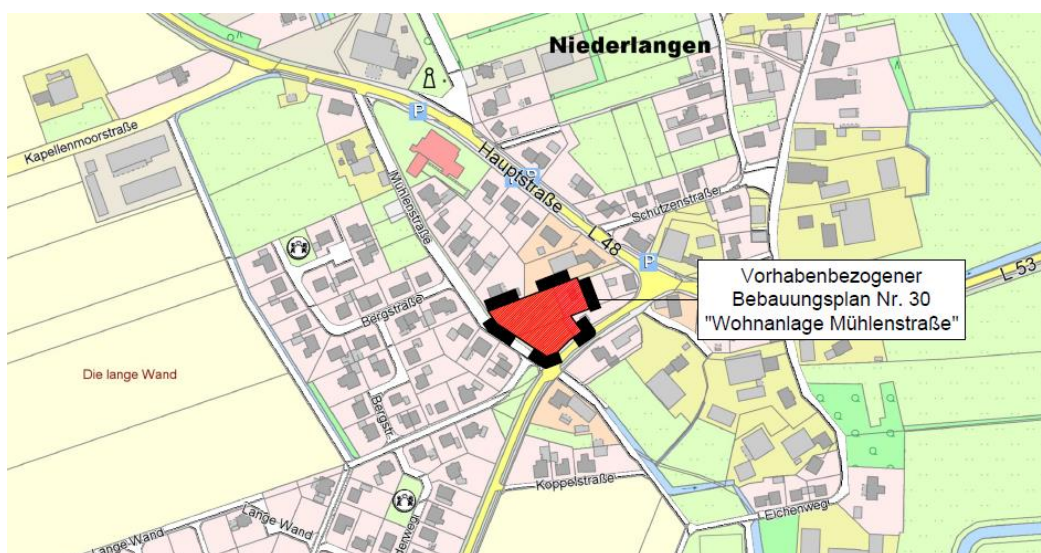 Niederlangen
P
Kapellenmoorstraße
Hauptstraße
P
Mühlenstraße
Schützenstraße
L 48
P
L 53
Vorhabenbezogener
Bebauungsplan Nr. 30
"Wohnanlage Mühlenstraße"
Bergstraße
Die lange Wand
Bergstr.
Koppelstraße
Eichenweg
Lange Wand
Lange Wand